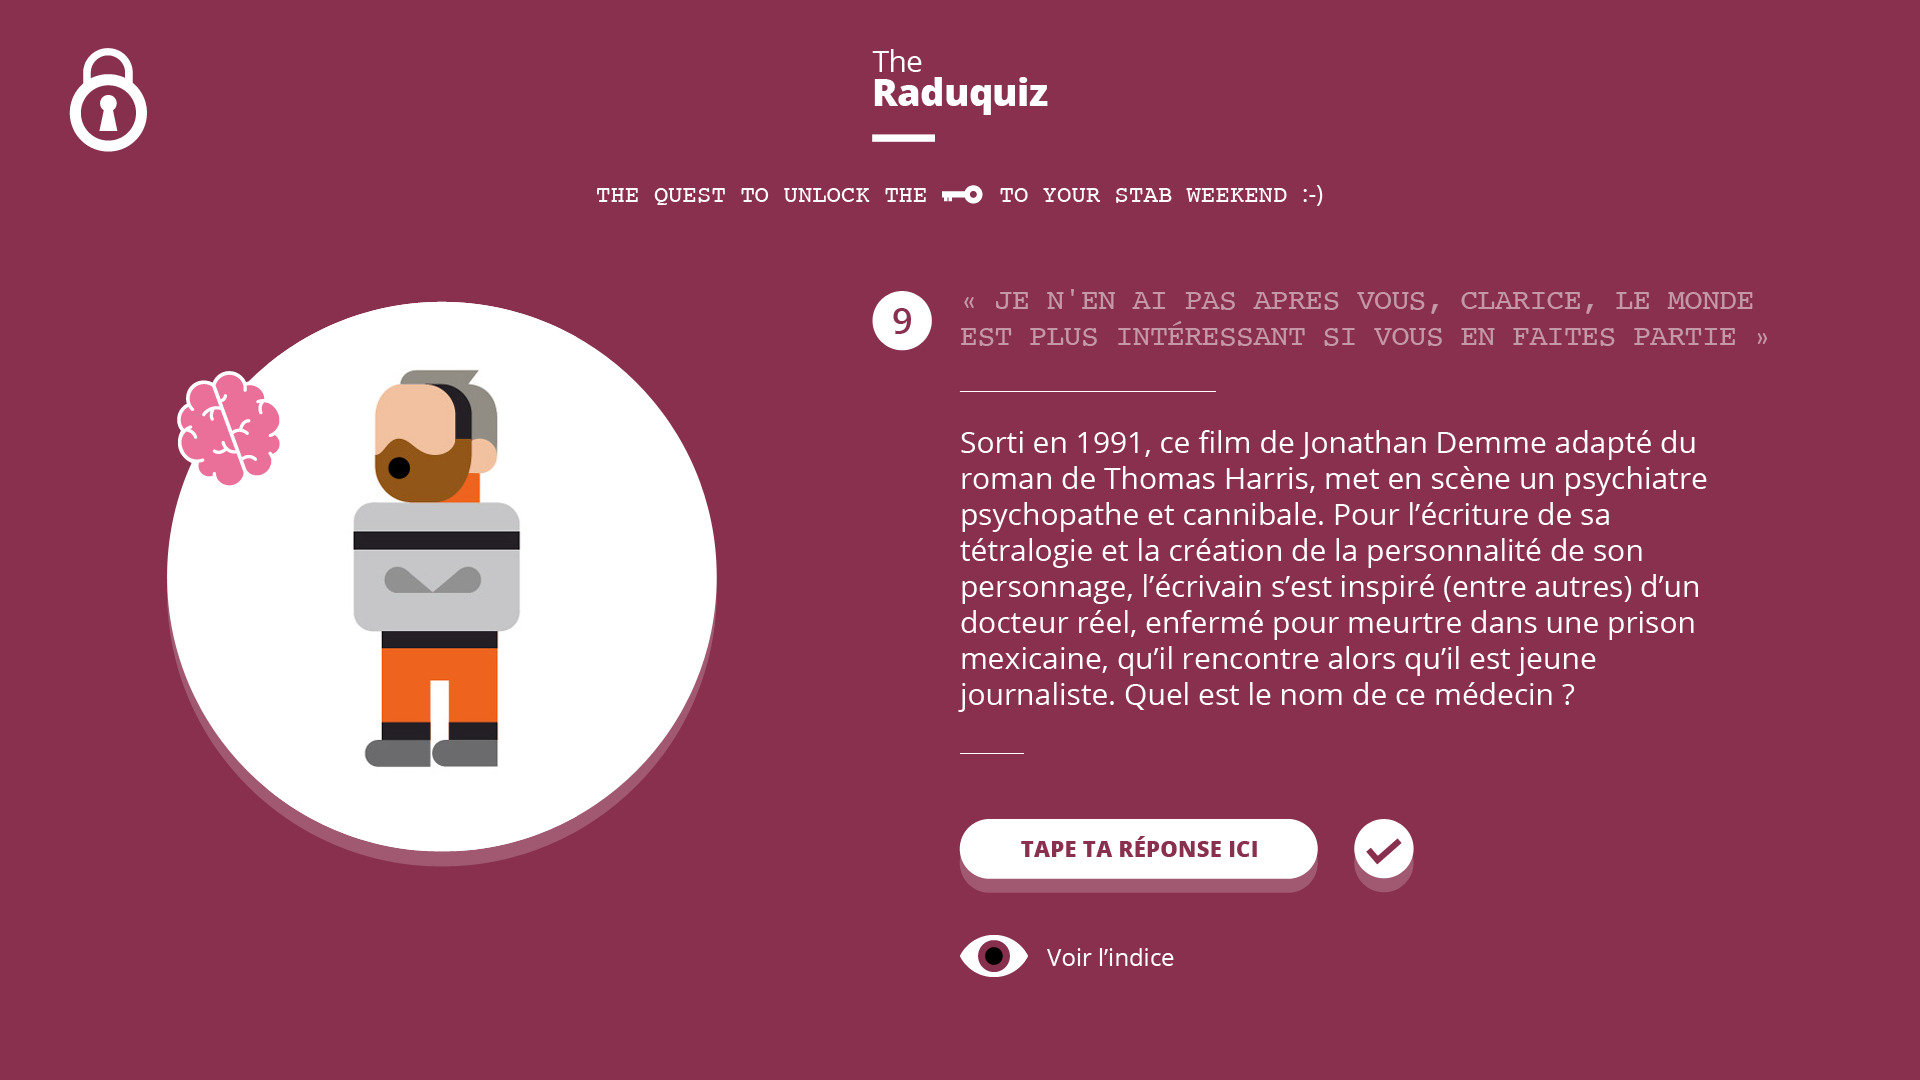 The
Raduquiz
THE QUEST TO UNLOCK THE TO YOUR STAB WEEKEND :-)
9
« JE N'EN AI PAS APRES VOUS, CLARICE, LE MONDE
EST PLUS INTÉRESSANT SI VOUS EN FAITES PARTIE »
Sorti en 1991, ce film de Jonathan Demme adapté du
roman de Thomas Harris, met en scène un psychiatre
psychopathe et cannibale. Pour l’écriture de sa
tétralogie et la création de la personnalité de son
personnage, l’écrivain s’est inspiré (entre autres) d’un
docteur réel, enfermé pour meurtre dans une prison
mexicaine, qu’il rencontre alors qu’il est jeune
journaliste. Quel est le nom de ce médecin ?
TAPE TA RÉPONSE ICI
Voir l’indice